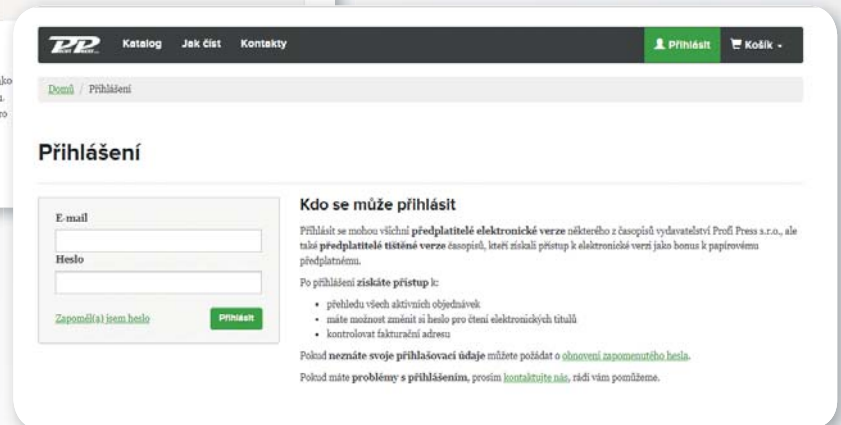 Katalog Jak číst Kontakty Přihlásit Košík
Domů / Přihlášení
Přihlášení
E-mail
Heslo
Zapoměl(a) jsem heslo Přihlásit
Kdo se může přihlásit
Přihlásit se mohou všichni předplatitelé elektronické verze některého z časopisů vydavatelství Profi Press s.r.o., ale
také předplatitelé tištěné verze časopisů, kteří získali přístup k elektronické verzi jako bonus k papírovému
předplatnému.
Po přihlášení získáte přístup k:
• přehledu všech aktivních objednávek
• máte možnost změnit si heslo pro čtení elektronických titulů
• kontrolovat fakturační adresu
Pokud neznáte svoje přihlašovací údaje můžete požádat o obnovení zapomenutého hesla.
Pokud máte problémy s přihlášením, prosím kontaktujte nás, rádi vám pomůžeme.